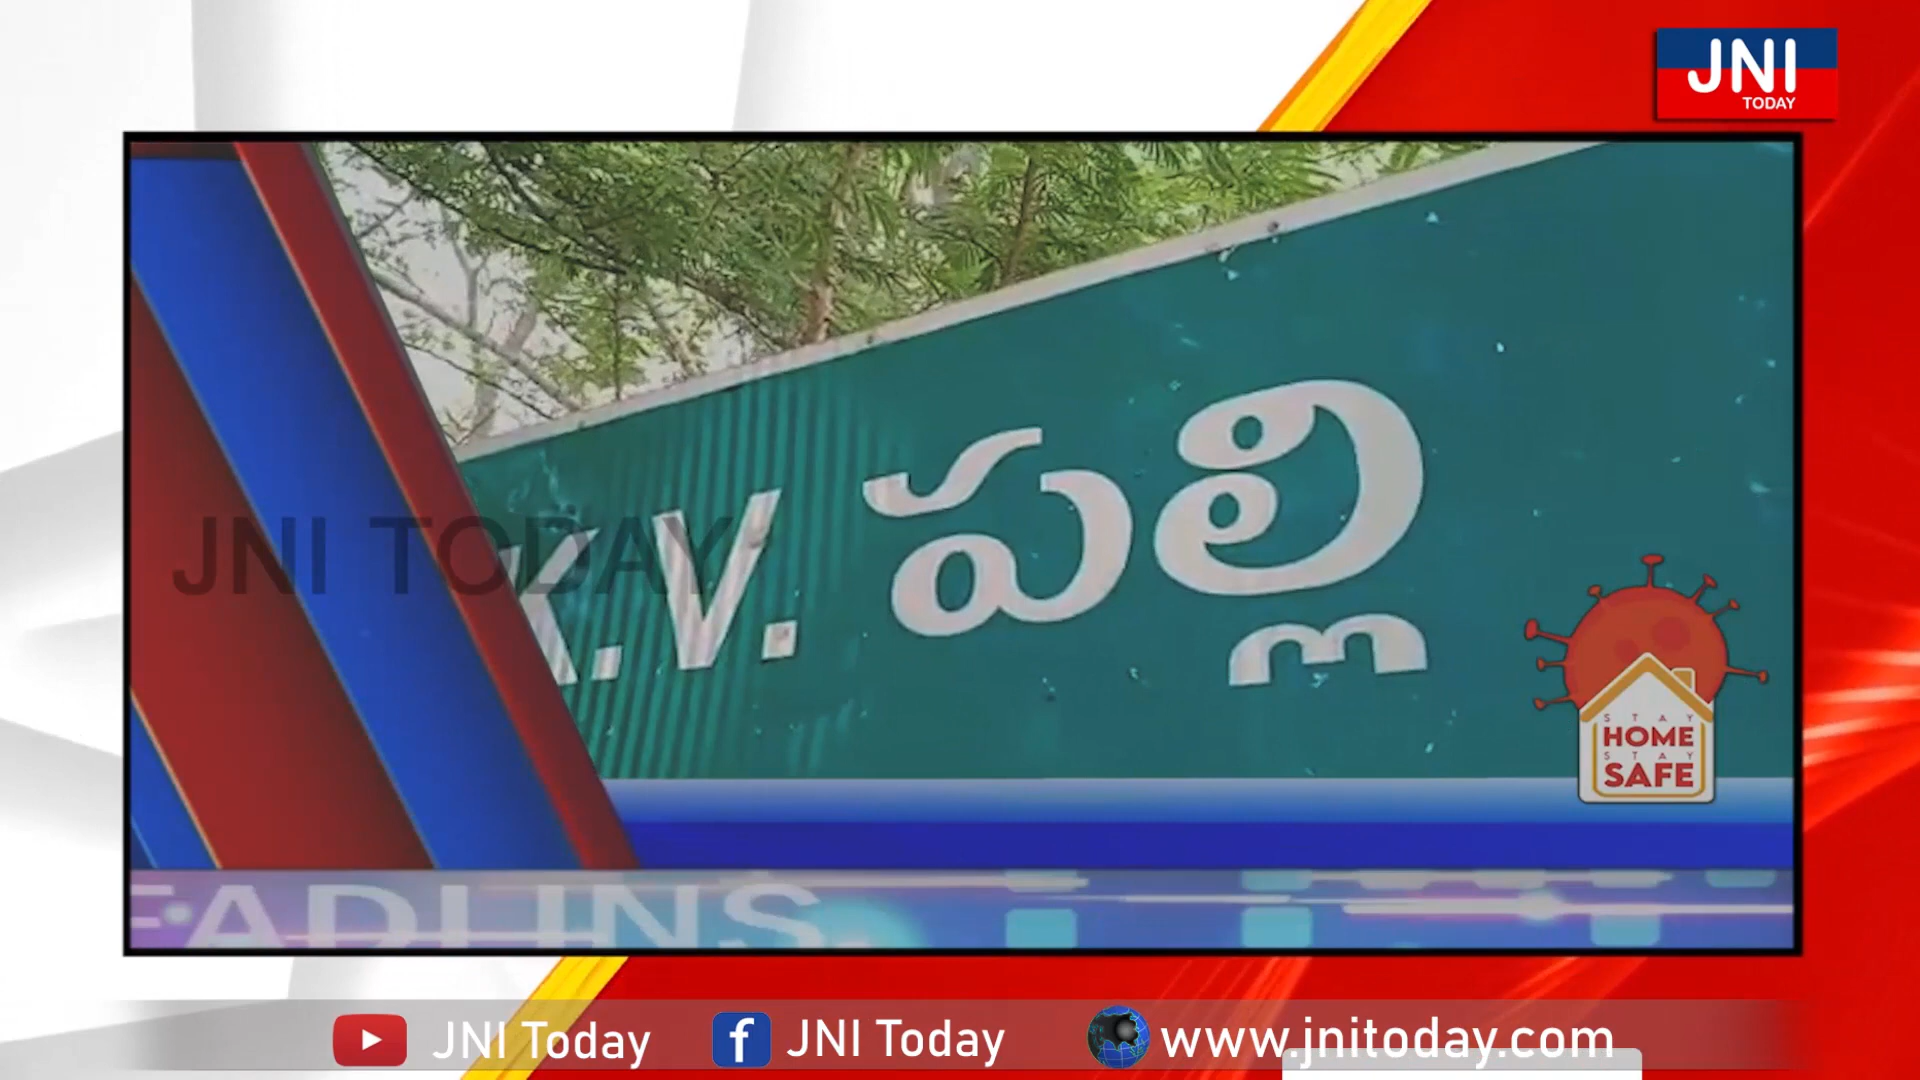 JNI
TODAY
K.V. పల్లి
JNI TODAY
STAY
HOME
STAY
SAFE
JNI Today
JNI Today
www.jnitoday.com